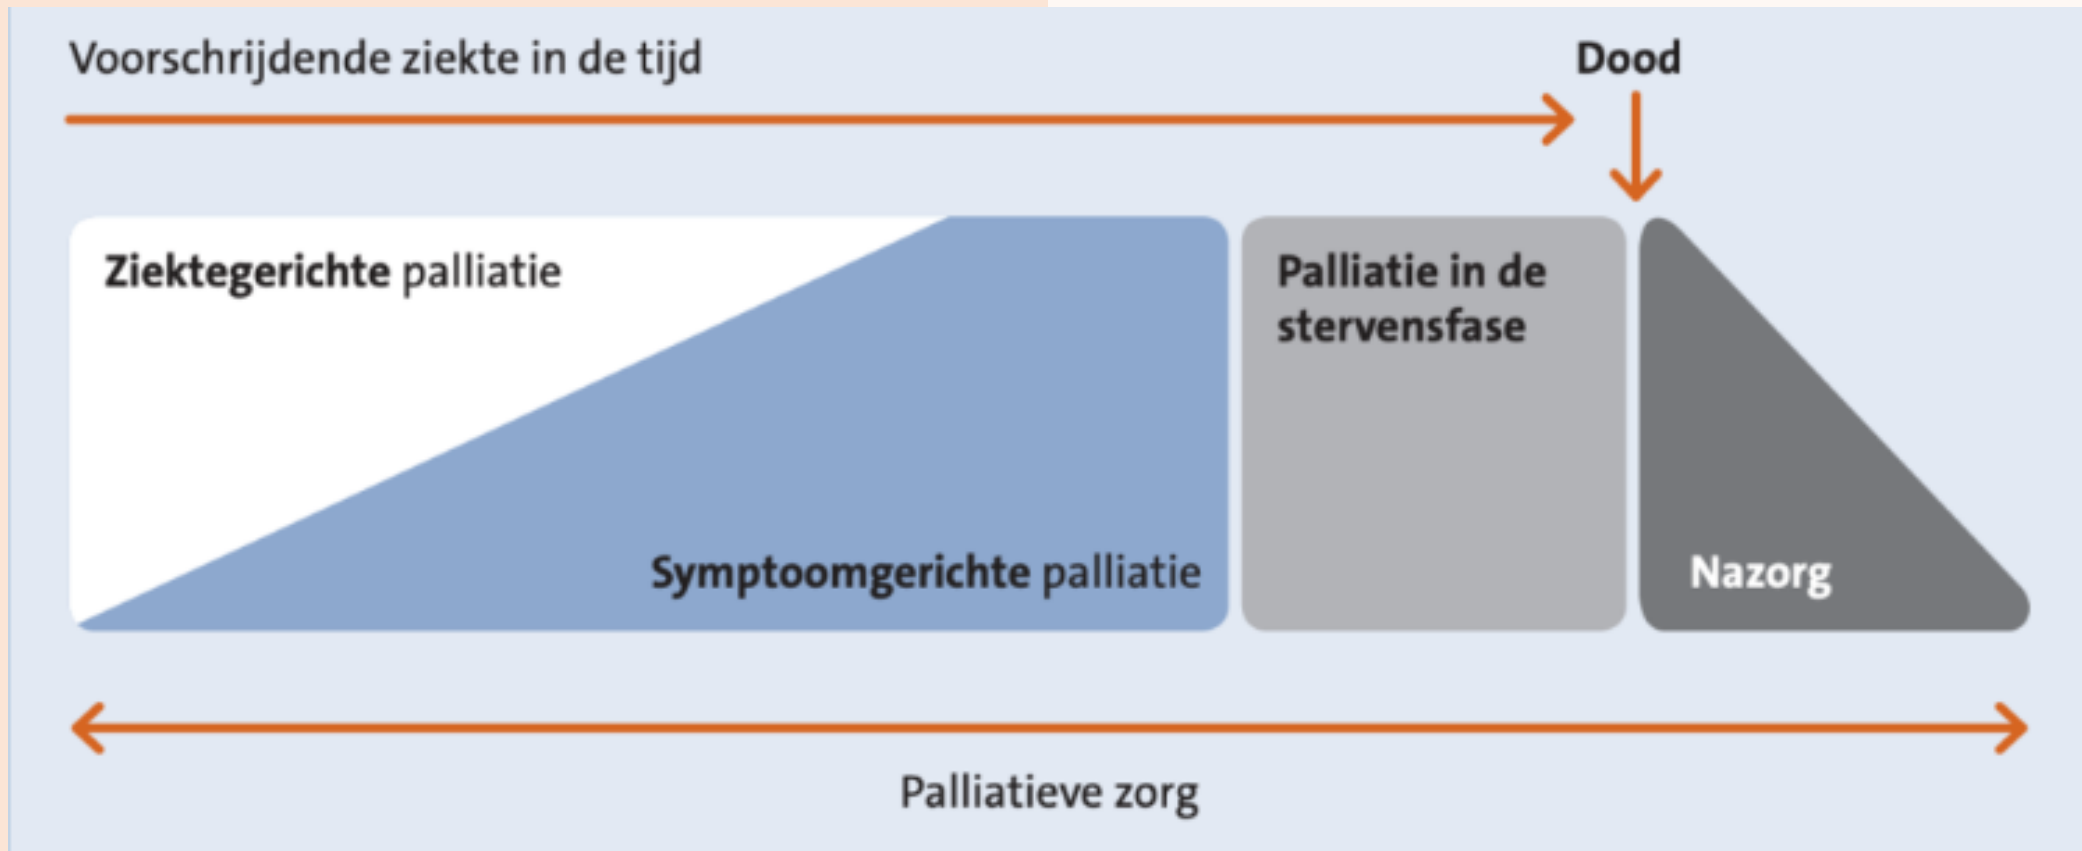 Voorschrijdende ziekte in de tijd
Dood
Ziektegerichte palliatie
Palliatie in de
stervensfase
Symptoomgerichte palliatie
Nazorg
Palliatieve zorg